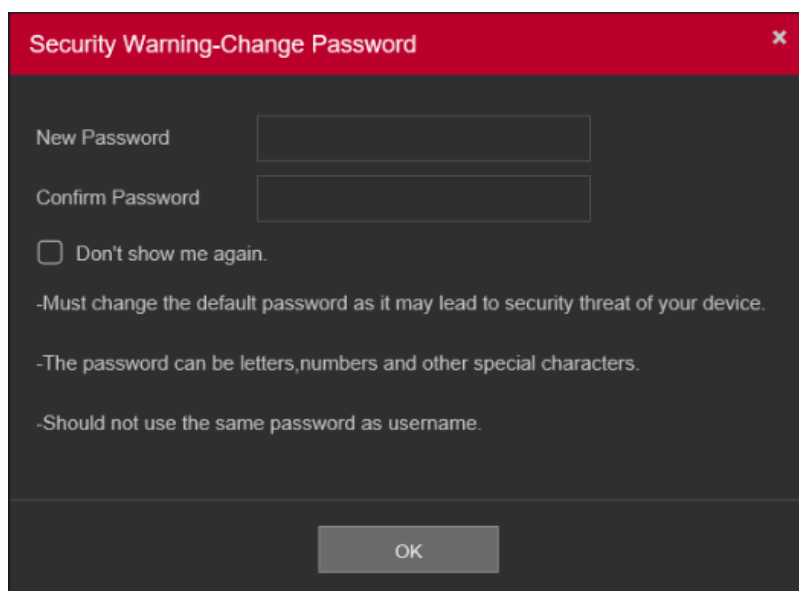 Security Warning-Change Password
New Password
Confirm Password
Don't show me again.
-Must change the default password as it may lead to security threat of your device.
-The password can be letters,numbers and other special characters.
-Should not use the same password as username.
OK